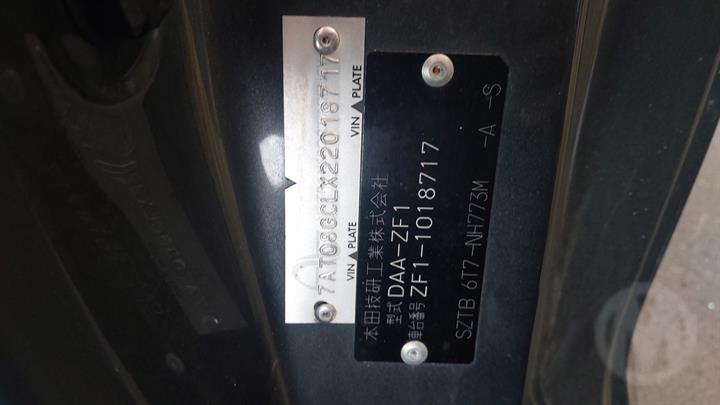 7AT08GCLX22018717
VIN▲PLATE VIN▲PLATE
本田技研工業株式会社
型式 DAA-ZF1
車台番号 ZF1-1018717
SZTB 6T7-NH773M -A -S